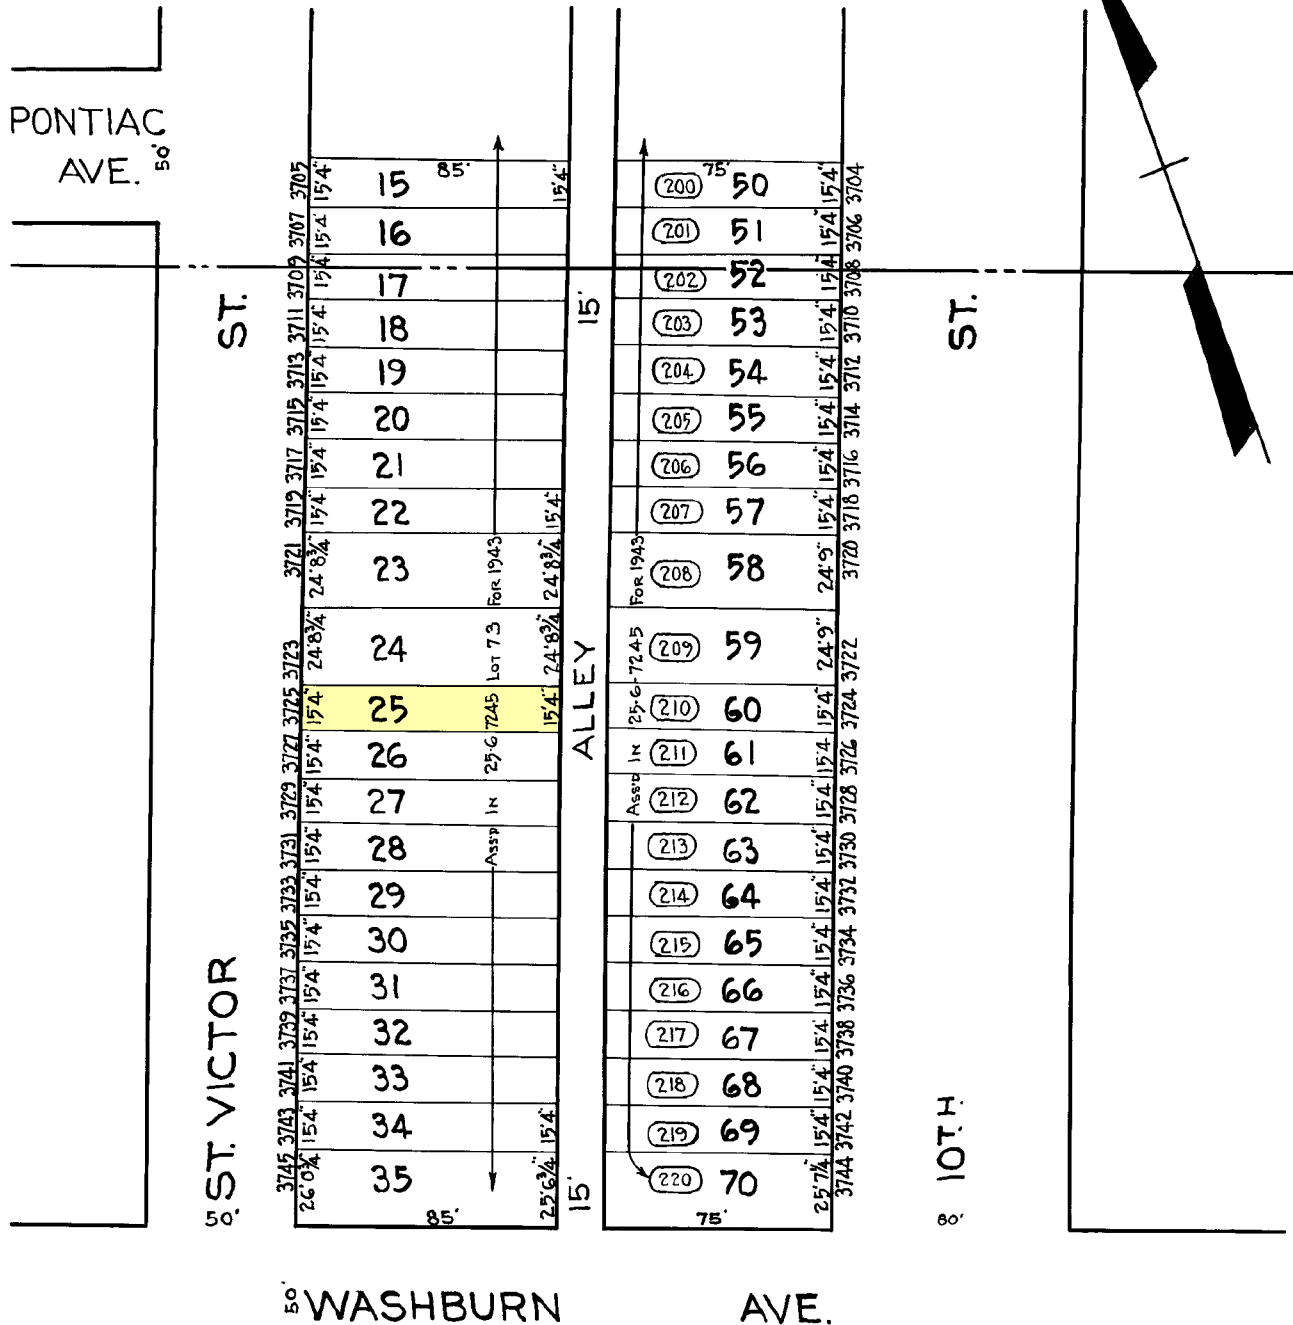 PONTIAC
AVE. 50'
ST.
ST. VICTOR
50'
3705 15'4" 15 85' 15'4"
3707 15'4" 16
3709 15'4" 17
3711 15'4" 18
3713 15'4" 19
3715 15'4" 20
3717 15'4" 21
3719 15'4" 22 15'4"
3721 24'8¾" 23 24'8¾"
3723 24'8¾" 24 24'8¾"
3725 15'4" 25 15'4"
3727 15'4" 26
3729 15'4" 27
3731 15'4" 28
3733 15'4" 29
3735 15'4" 30
3737 15'4" 31
3739 15'4" 32
3741 15'4" 33
3743 15'4" 34 15'4"
3745 26'0¾" 35 25'6¾"
85'
Ass'd IN 25-6 7245 LOT 73 FOR 1943
15'
ALLEY
15'
Ass'd IN 25-6-7245 FOR 1943
200 75' 50 15'4" 3704
201 51 15'4" 3706
202 52 15'4" 3708
203 53 15'4" 3710
204 54 15'4" 3712
205 55 15'4" 3714
206 56 15'4" 3716
207 57 15'4" 3718
208 58 24'9" 3720
209 59 24'9" 3722
210 60 15'4" 3724
211 61 15'4 3726
212 62 15'4" 3728
213 63 15'4" 3730
214 64 15'4" 3732
215 65 15'4" 3734
216 66 15'4" 3736
217 67 15'4 3738
218 68 15'4" 3740
219 69 15'4" 3742
220 70 25'7¼" 3744
75'
ST.
10TH.
80'
50' WASHBURN AVE.